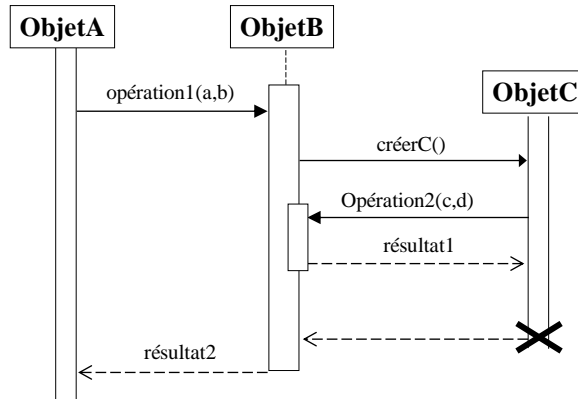 ObjetA
ObjetB
ObjetC
opération1(a,b)
créerC()
Opération2(c,d)
résultat1
résultat2